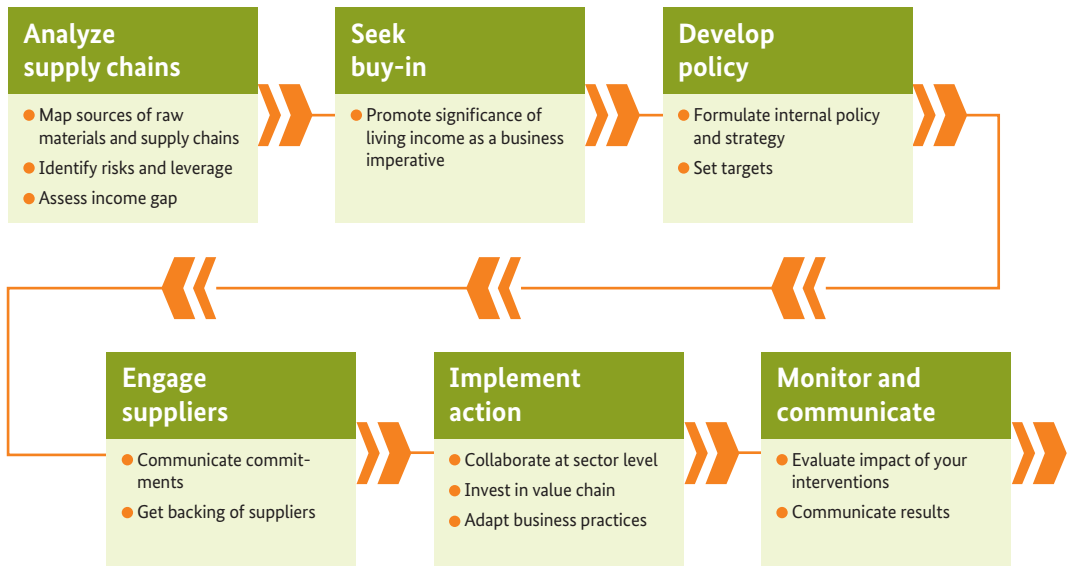 Analyze
supply chains
Map sources of raw
materials and supply chains
Identify risks and leverage
Assess income gap
Seek
buy-in
Promote significance of
living income as a business
imperative
Develop
policy
Formulate internal policy
and strategy
Set targets
Engage
suppliers
Communicate commit-
ments
Get backing of suppliers
Implement
action
Collaborate at sector level
Invest in value chain
Adapt business practices
Monitor and
communicate
Evaluate impact of your
interventions
Communicate results